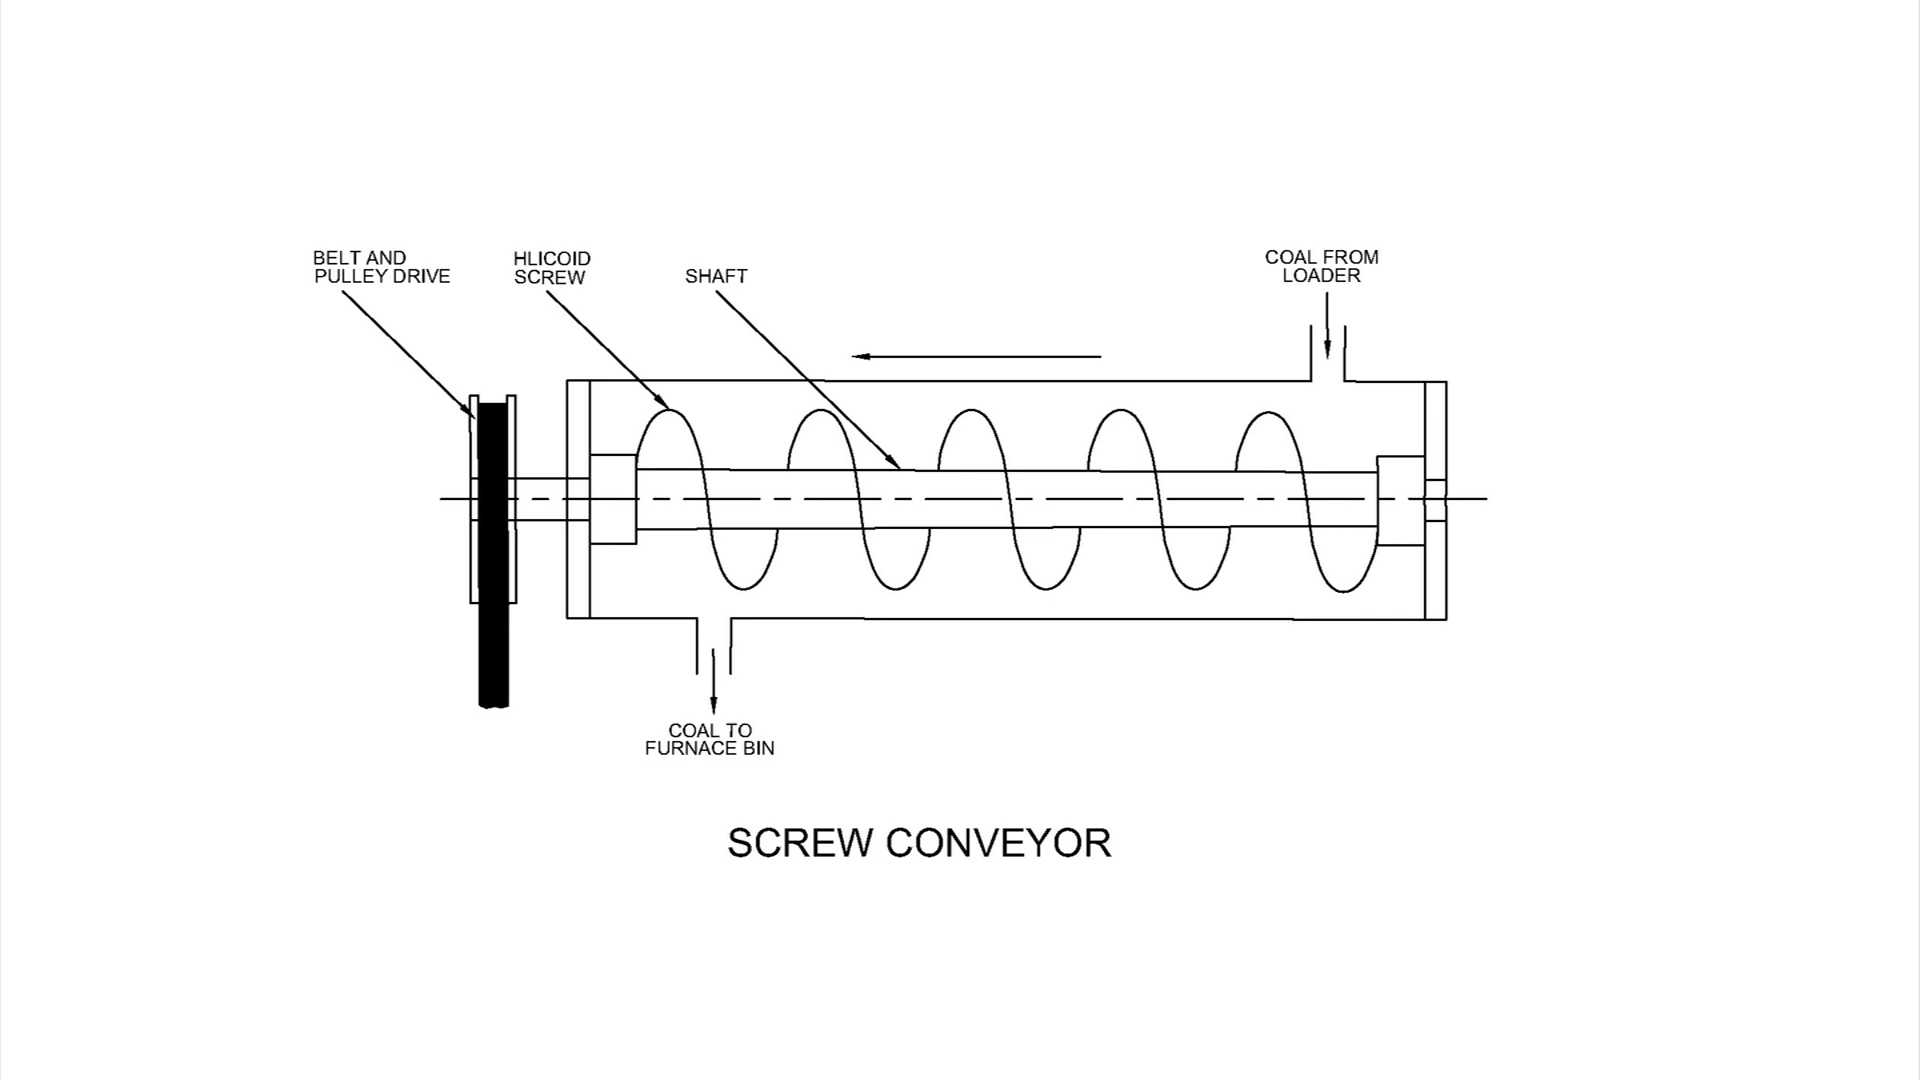 BELT AND
PULLEY DRIVE
HLICOID
SCREW
SHAFT
COAL FROM
LOADER
COAL TO
FURNACE BIN
SCREW CONVEYOR